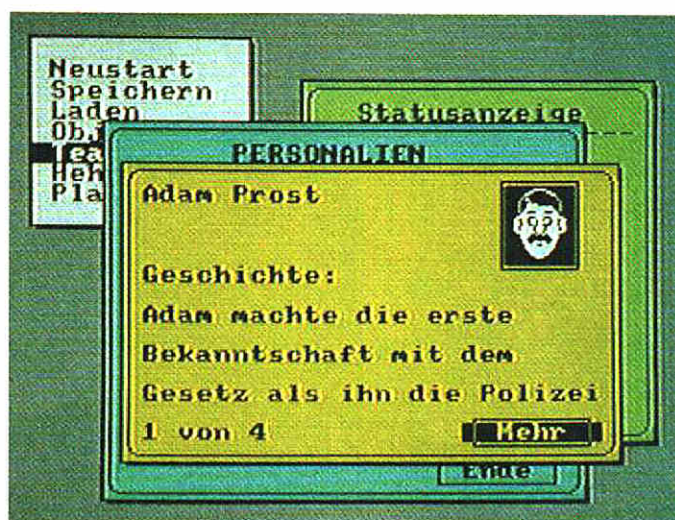 Neustart
Speichern
Laden
Statusanzeige
PERSONALIEN
Adam Prost
Geschichte:
Adam machte die erste
Bekanntschaft mit dem
Gesetz als ihn die Polizei
1 von 4
Mehr
Ende